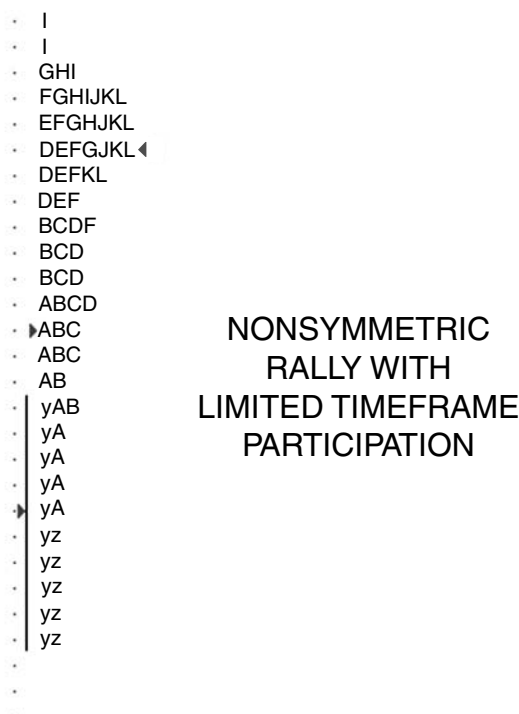 I
I
GHI
FGHIJKL
EFGHJKL
DEFGJKL
DEFKL
DEF
BCDF
BCD
BCD
ABCD
ABC
ABC
AB
yAB
yA
yA
yA
yA
yz
yz
yz
yz
yz
NONSYMMETRIC
RALLY WITH
LIMITED TIMEFRAME
PARTICIPATION